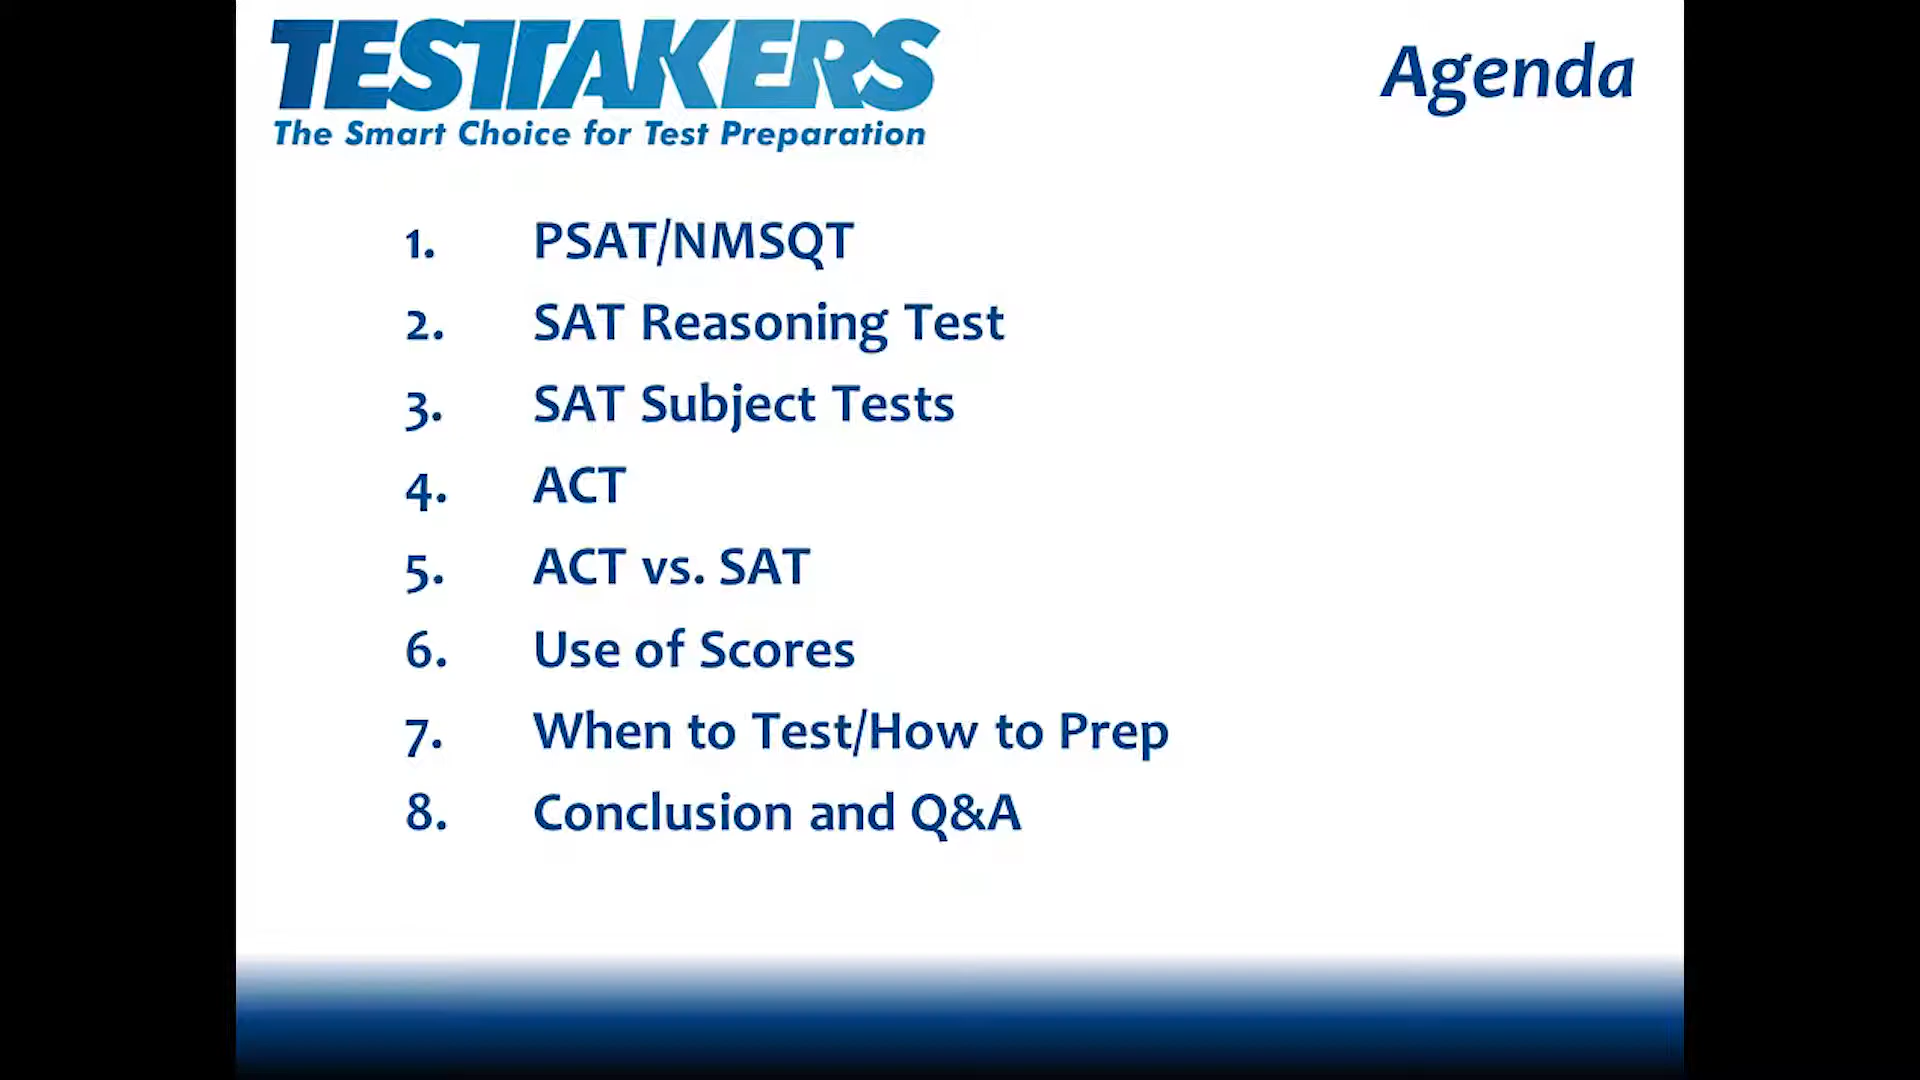 TESTTAKERS
The Smart Choice for Test Preparation
Agenda
1. PSAT/NMSQT
2. SAT Reasoning Test
3. SAT Subject Tests
4. ACT
5. ACT vs. SAT
6. Use of Scores
7. When to Test/How to Prep
8. Conclusion and Q&A